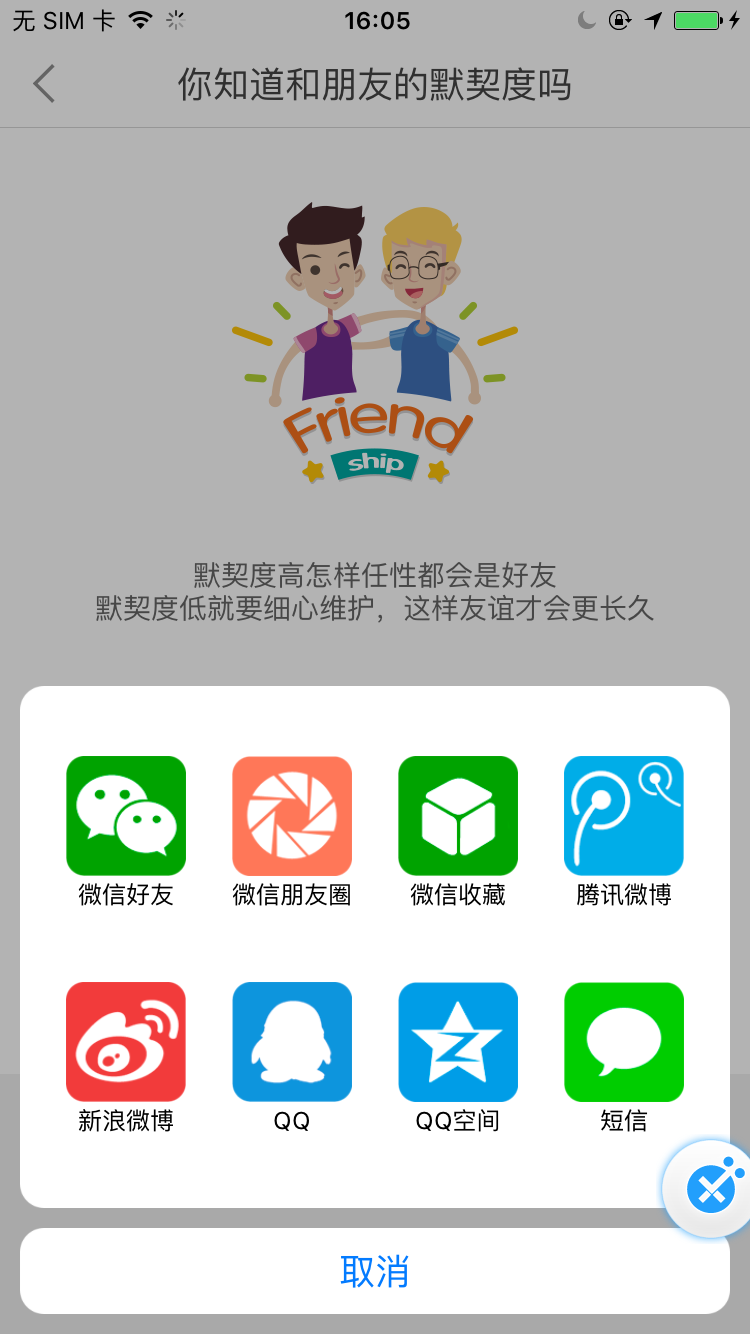 无 SIM 卡
16:05
你知道和朋友的默契度吗
Friend
ship
默契度高怎样任性都会是好友
默契度低就要细心维护，这样友谊才会更长久
微信好友
微信朋友圈
微信收藏
腾讯微博
新浪微博
QQ
QQ空间
短信
取消